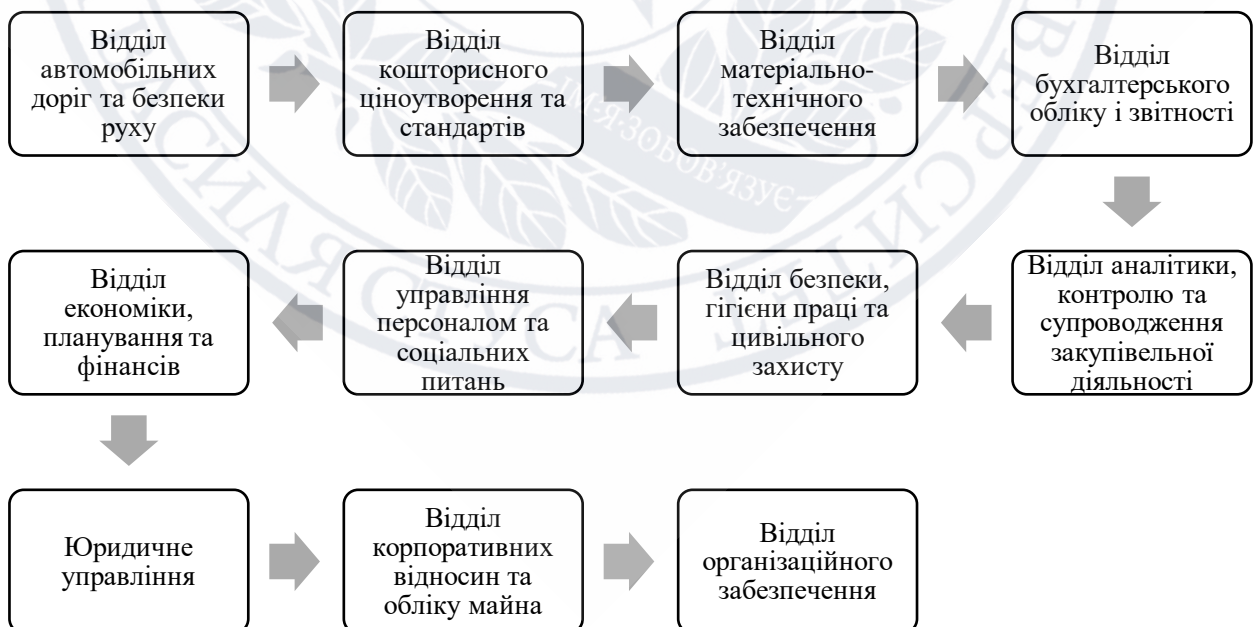 Відділ
автомобільних
доріг та безпеки
руху
Відділ
кошторисного
ціноутворення та
стандартів
Відділ
матеріально-
технічного
забезпечення
Відділ
бухгалтерського
обліку і звітності
Відділ аналітики,
контролю та
супроводження
закупівельної
діяльності
Відділ безпеки,
гігієни праці та
цивільного
захисту
Відділ
управління
персоналом та
соціальних
питань
Відділ
економіки,
планування та
фінансів
Юридичне
управління
Відділ
корпоративних
відносин та
обліку майна
Відділ
організаційного
забезпечення